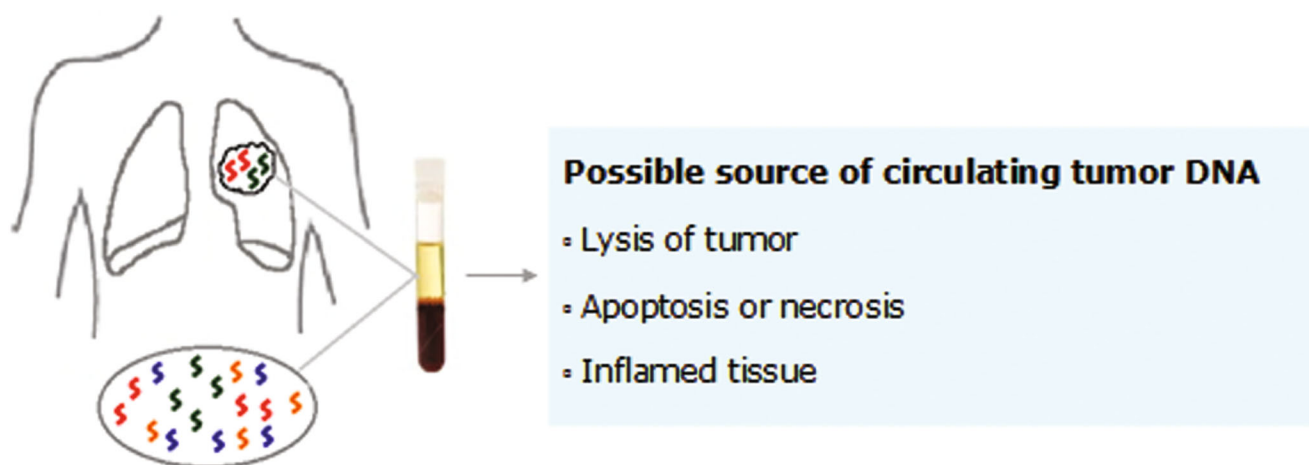 Possible source of circulating tumor DNA
▫ Lysis of tumor
▫ Apoptosis or necrosis
▫ Inflamed tissue